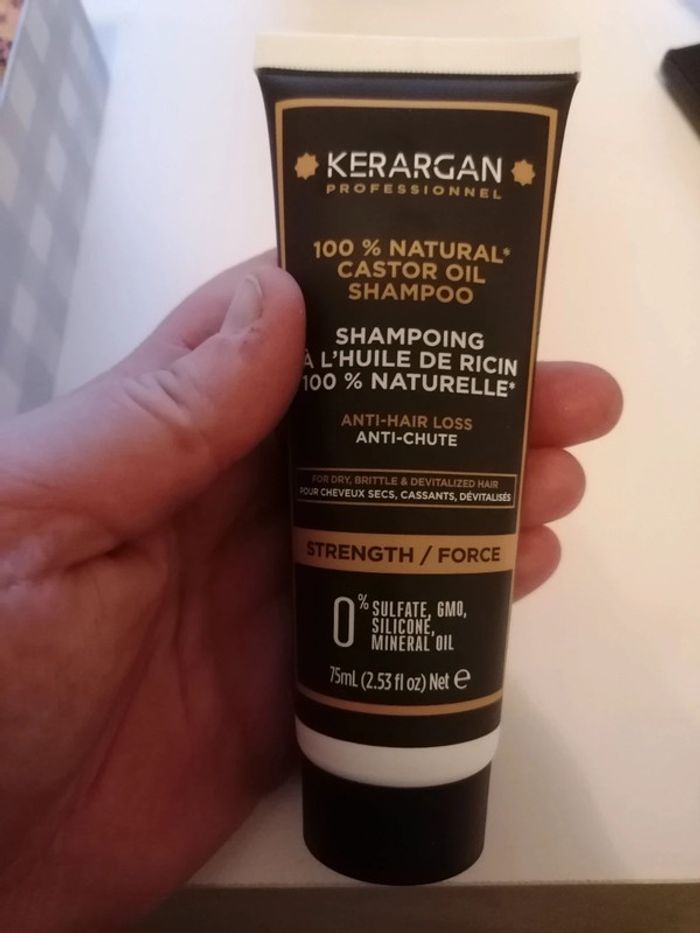 KERARGAN
PROFESSIONNEL
100 % NATURAL*
CASTOR OIL
SHAMPOO
SHAMPOING
À L'HUILE DE RICIN
100 % NATURELLE*
ANTI-HAIR LOSS
ANTI-CHUTE
FOR DRY, BRITTLE & DEVITALIZED HAIR
POUR CHEVEUX SECS, CASSANTS, DÉVITALISÉS
STRENGTH / FORCE
0% SULFATE, GMO,
SILICONE,
MINERAL OIL
75mL (2.53 fl oz) Net e